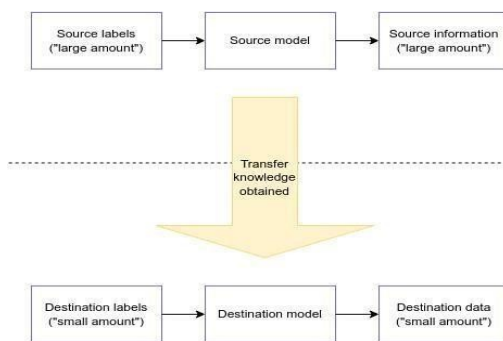 Source labels
("large amount")
Source model
Source information
("large amount")
Transfer
knowledge
obtained
Destination labels
("small amount")
Destination model
Destination data
("small amount")